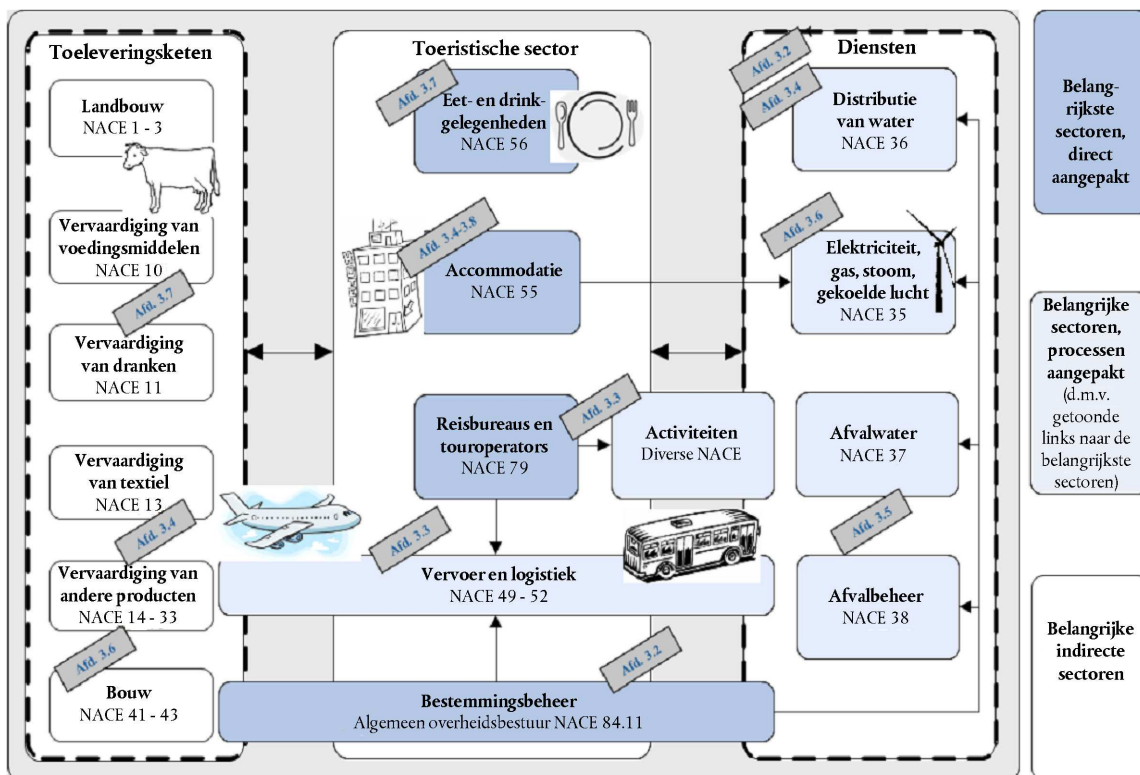 Toeleveringsketen
Landbouw
NACE 1 - 3
Vervaardiging van
voedingsmiddelen
NACE 10
Afd. 3.7
Vervaardiging
van dranken
NACE 11
Vervaardiging
van textiel
NACE 13
Afd. 3.4
Vervaardiging van
andere producten
NACE 14 - 33
Afd. 3.6
Bouw
NACE 41 - 43
Toeristische sector
Afd. 3.7
Eet- en drink-
gelegenheden
NACE 56
Afd. 3.4-3.8
Accommodatie
NACE 55
Reisbureaus en
touroperators
NACE 79
Afd. 3.3
Activiteiten
Diverse NACE
Afd. 3.3
Vervoer en logistiek
NACE 49 - 52
Afd. 3.2
Bestemmingsbeheer
Algemeen overheidsbestuur NACE 84.11
Diensten
Afd. 3.2
Afd. 3.4
Distributie
van water
NACE 36
Afd. 3.6
Elektriciteit,
gas, stoom,
gekoelde lucht
NACE 35
Afvalwater
NACE 37
Afd. 3.5
Afvalbeheer
NACE 38
Belang-
rijkste
sectoren,
direct
aangepakt
Belangrijke
sectoren,
processen
aangepakt
(d.m.v.
getoonde
links naar de
belangrijkste
sectoren)
Belangrijke
indirecte
sectoren